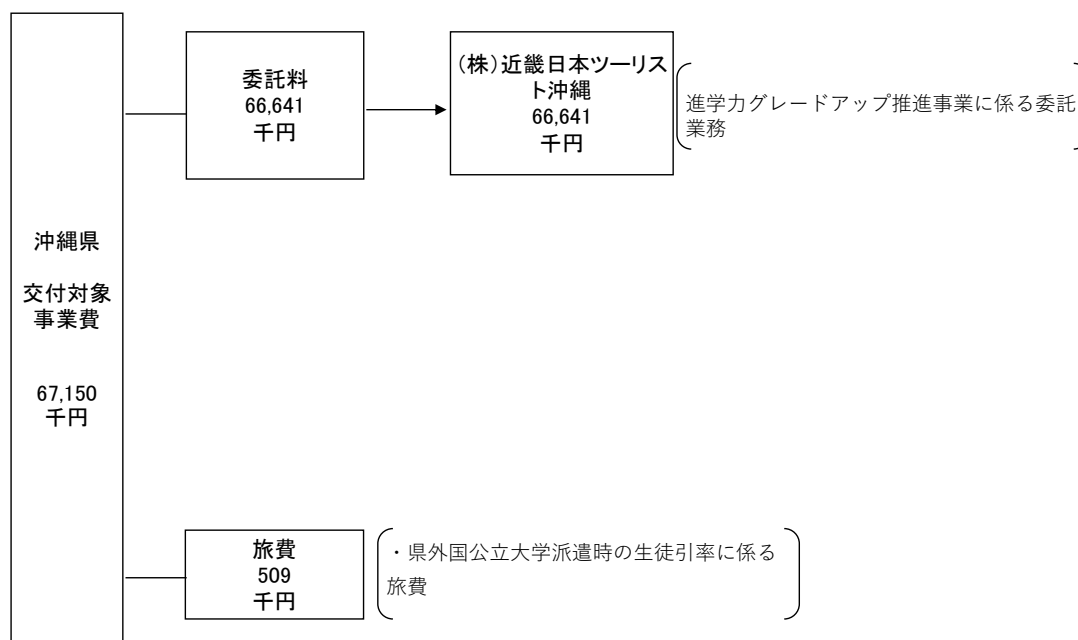 沖縄県
交付対象
事業費
67,150
千円
委託料
66,641
千円
（株）近畿日本ツーリス
ト沖縄
66,641
千円
進学力グレードアップ推進事業に係る委託
業務
旅費
509
千円
・県外国公立大学派遣時の生徒引率に係る
旅費